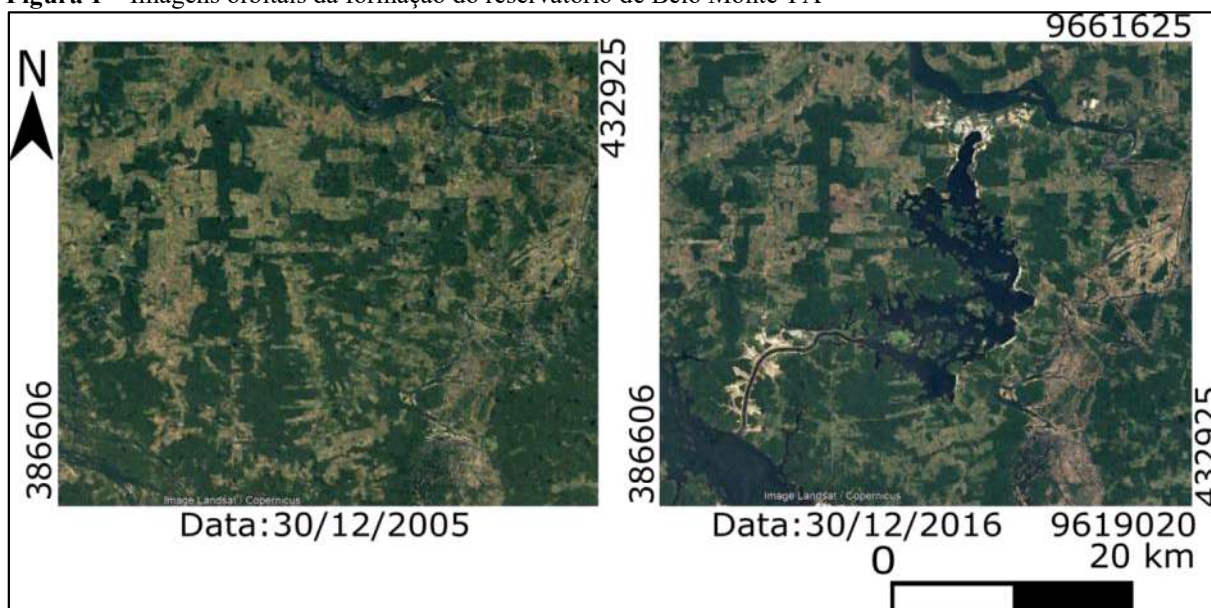 Figura 1 – Imagens orbitais da formação do reservatório de Belo Monte-PA
9661625
N
432925
386606
Image Landsat / Copernicus
Data:30/12/2005
386606
432925
Image Landsat / Copernicus
Data:30/12/2016
9619020
0
20 km